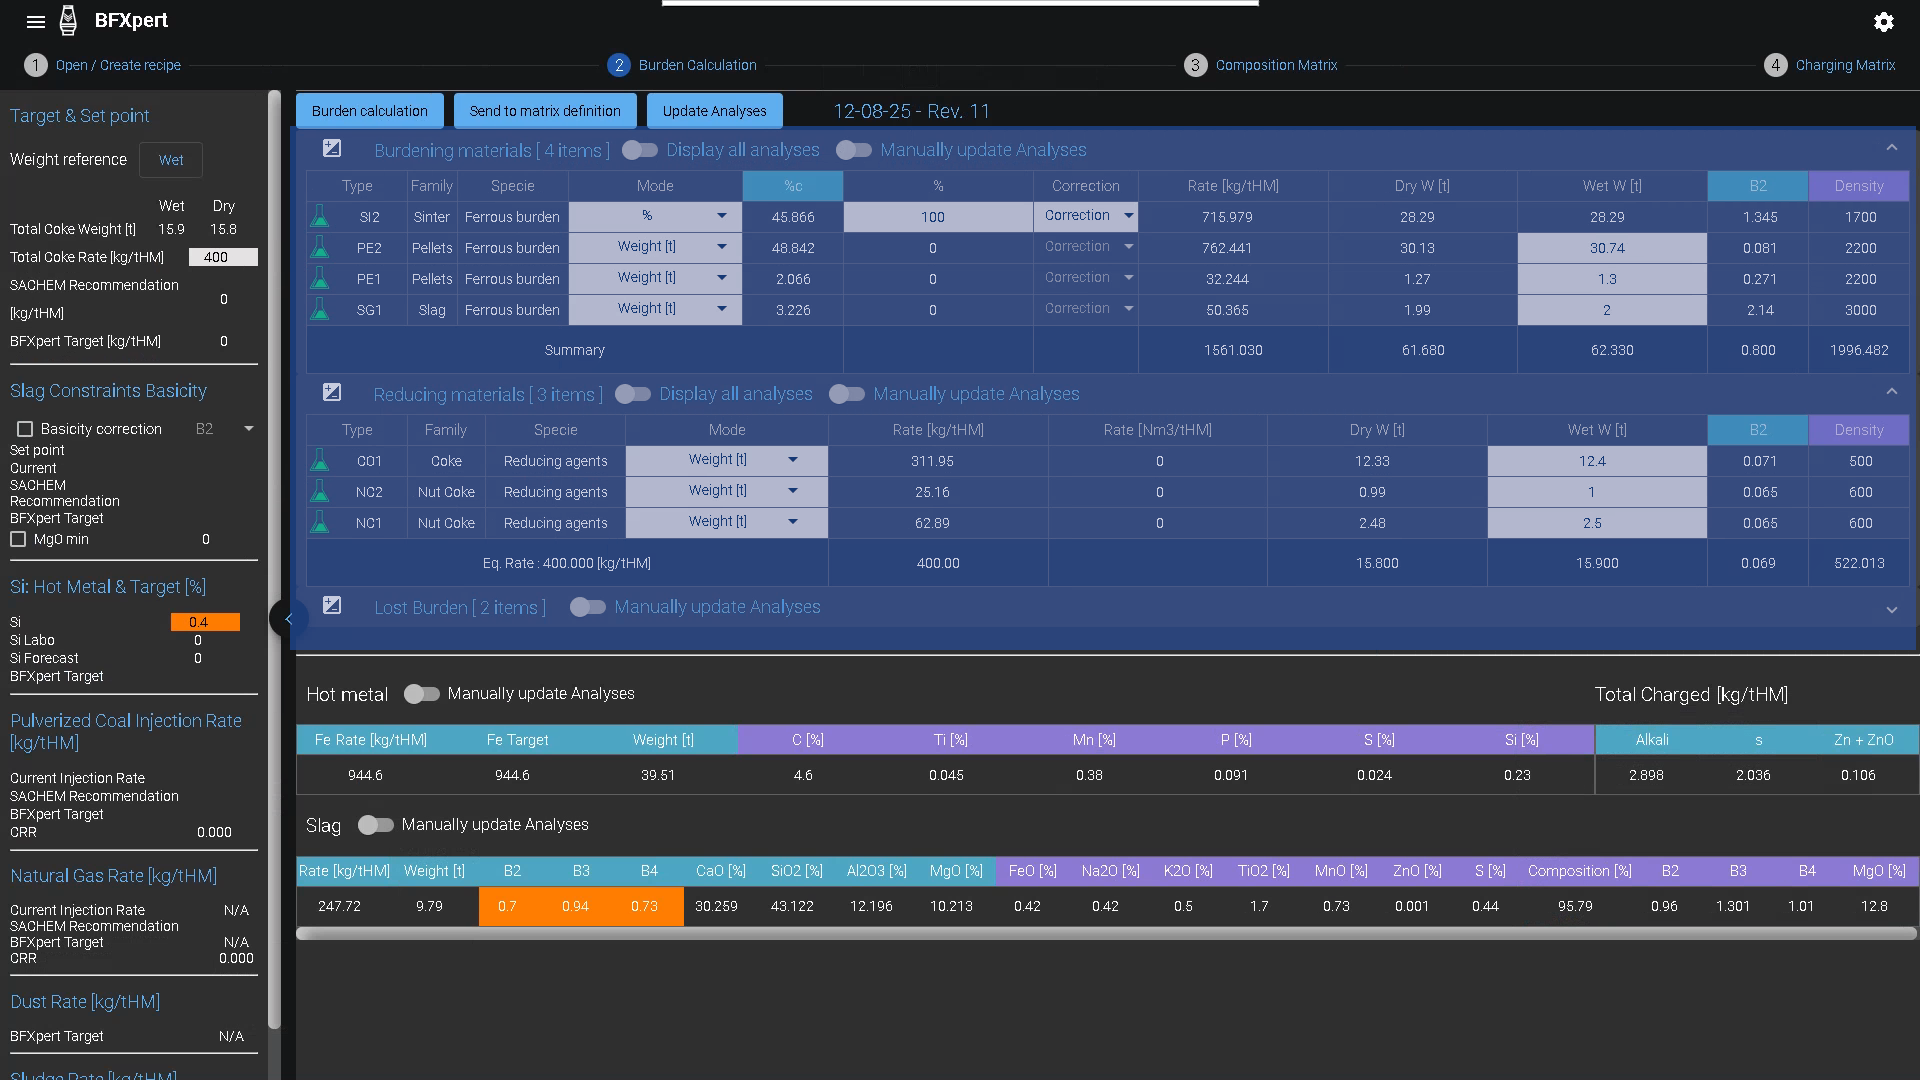 BFXpert
1 Open / Create recipe 2 Burden Calculation 3 Composition Matrix 4 Charging Matrix
Target & Set point
Weight reference Wet
Wet Dry
Total Coke Weight [t] 15.9 15.8
Total Coke Rate [kg/tHM] 400
SACHEM Recommendation
[kg/tHM] 0
BFXpert Target [kg/tHM] 0
Slag Constraints Basicity
Basicity correction B2
Set point
Current
SACHEM
Recommendation
BFXpert Target
MgO min 0
Si: Hot Metal & Target [%]
Si 0.4
Si Labo 0
Si Forecast 0
BFXpert Target
Pulverized Coal Injection Rate
[kg/tHM]
Current Injection Rate
SACHEM Recommendation
BFXpert Target
CRR 0.000
Natural Gas Rate [kg/tHM]
Current Injection Rate N/A
SACHEM Recommendation
BFXpert Target N/A
CRR 0.000
Dust Rate [kg/tHM]
BFXpert Target N/A
Sludge Rate [kg/tHM]
Burden calculation Send to matrix definition Update Analyses 12-08-25 - Rev. 11
Burdening materials [ 4 items ] Display all analyses Manually update Analyses
Type Family Specie Mode %c % Correction Rate [kg/tHM] Dry W [t] Wet W [t] B2 Density
SI2 Sinter Ferrous burden % 45.866 100 Correction 715.979 28.29 28.29 1.345 1700
PE2 Pellets Ferrous burden Weight [t] 48.842 0 Correction 762.441 30.13 30.74 0.081 2200
PE1 Pellets Ferrous burden Weight [t] 2.066 0 Correction 32.244 1.27 1.3 0.271 2200
SG1 Slag Ferrous burden Weight [t] 3.226 0 Correction 50.365 1.99 2 2.14 3000
Summary 1561.030 61.680 62.330 0.800 1996.482
Reducing materials [ 3 items ] Display all analyses Manually update Analyses
Type Family Specie Mode Rate [kg/tHM] Rate [Nm3/tHM] Dry W [t] Wet W [t] B2 Density
CO1 Coke Reducing agents Weight [t] 311.95 0 12.33 12.4 0.071 500
NC2 Nut Coke Reducing agents Weight [t] 25.16 0 0.99 1 0.065 600
NC1 Nut Coke Reducing agents Weight [t] 62.89 0 2.48 2.5 0.065 600
Eq. Rate : 400.000 [kg/tHM] 400.00 15.800 15.900 0.069 522.013
Lost Burden [ 2 items ] Manually update Analyses
Hot metal Manually update Analyses Total Charged [kg/tHM]
Fe Rate [kg/tHM] Fe Target Weight [t] C [%] Ti [%] Mn [%] P [%] S [%] Si [%] Alkali s Zn + ZnO
944.6 944.6 39.51 4.6 0.045 0.38 0.091 0.024 0.23 2.898 2.036 0.106
Slag Manually update Analyses
Rate [kg/tHM] Weight [t] B2 B3 B4 CaO [%] SiO2 [%] Al2O3 [%] MgO [%] FeO [%] Na2O [%] K2O [%] TiO2 [%] MnO [%] ZnO [%] S [%] Composition [%] B2 B3 B4 MgO [%]
247.72 9.79 0.7 0.94 0.73 30.259 43.122 12.196 10.213 0.42 0.42 0.5 1.7 0.73 0.001 0.44 95.79 0.96 1.301 1.01 12.8